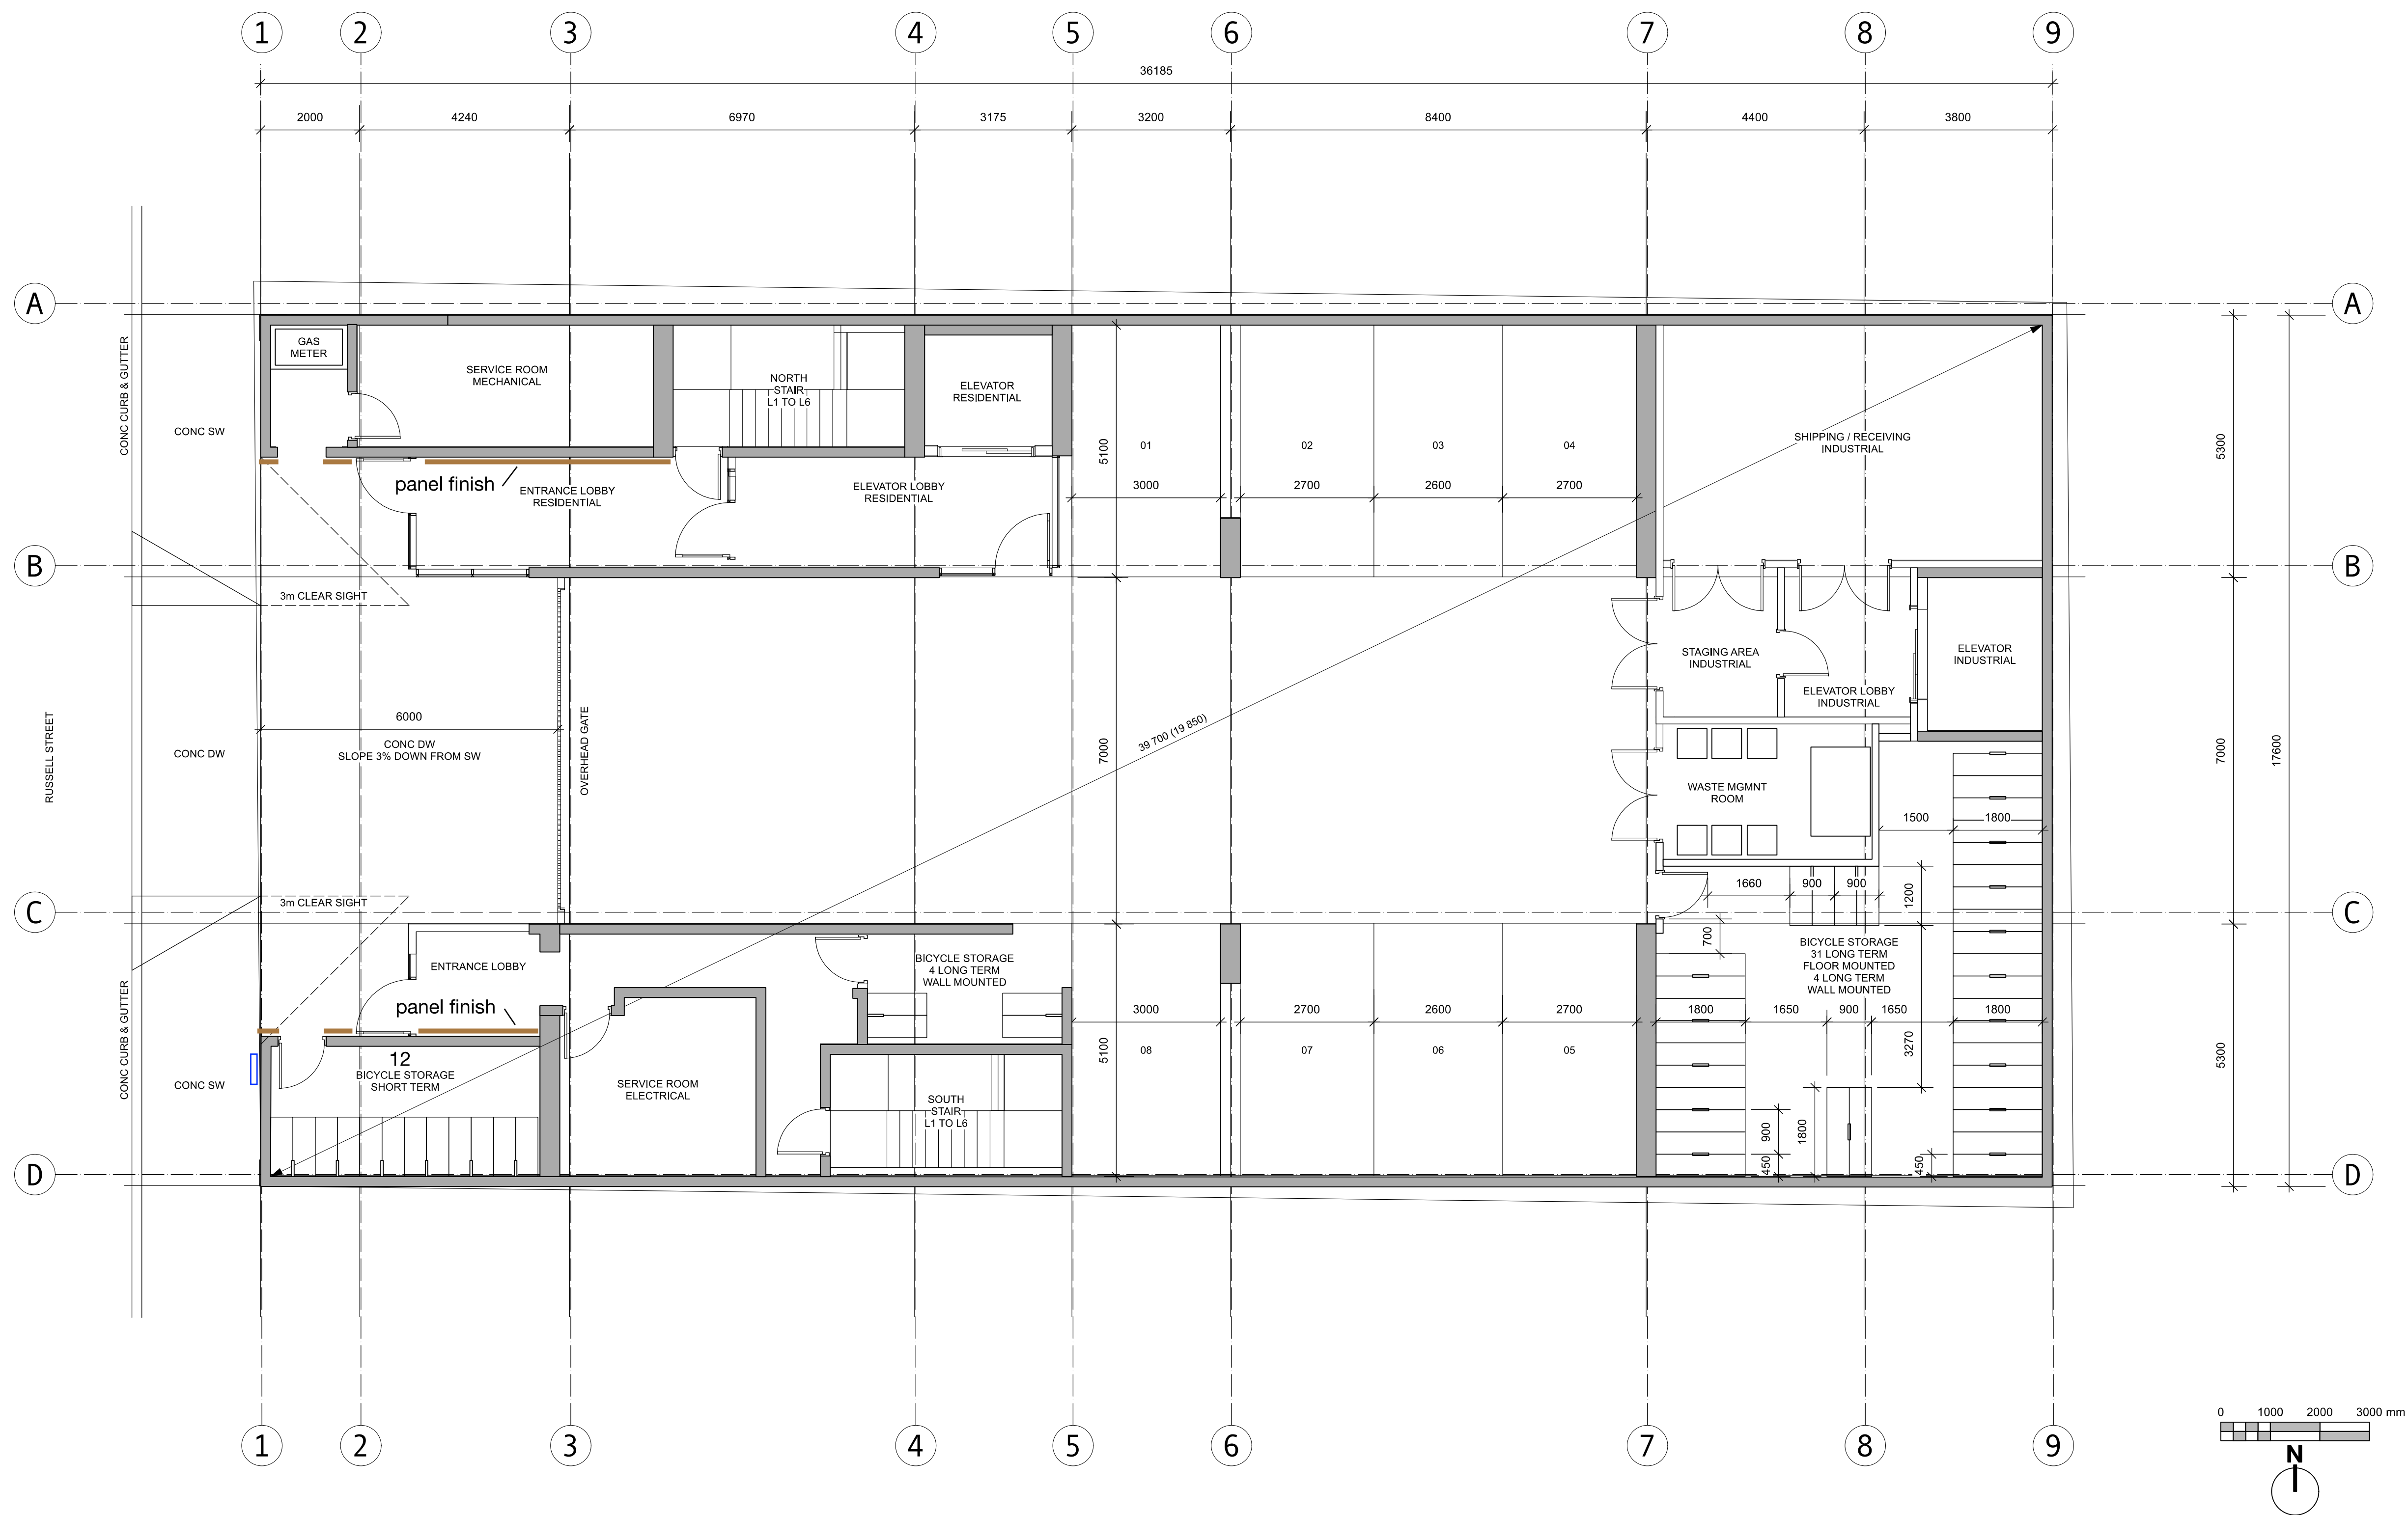 1 2 3 4 5 6 7 8 9
36185
2000 4240 6970 3175 3200 8400 4400 3800
A A
CONC CURB & GUTTER
CONC SW
GAS
METER
SERVICE ROOM
MECHANICAL
NORTH
STAIR
L1 TO L6
ELEVATOR
RESIDENTIAL
5100
01 02 03 04
SHIPPING / RECEIVING
INDUSTRIAL
5300
17600
panel finish
ENTRANCE LOBBY
RESIDENTIAL
ELEVATOR LOBBY
RESIDENTIAL
3000 2700 2600 2700
B B
3m CLEAR SIGHT
STAGING AREA
INDUSTRIAL
ELEVATOR
INDUSTRIAL
ELEVATOR LOBBY
INDUSTRIAL
RUSSELL STREET
CONC DW
6000
CONC DW
SLOPE 3% DOWN FROM SW
OVERHEAD GATE
39 700 (19 850)
7000
7000
WASTE MGMNT
ROOM
1500 1800
1660 900 900
1200
3m CLEAR SIGHT
C C
700
CONC CURB & GUTTER
ENTRANCE LOBBY
BICYCLE STORAGE
4 LONG TERM
WALL MOUNTED
BICYCLE STORAGE
31 LONG TERM
FLOOR MOUNTED
4 LONG TERM
WALL MOUNTED
panel finish
3000 2700 2600 2700
1800 1650 900 1650 1800
3270
5100
08 07 06 05
5300
CONC SW
12
BICYCLE STORAGE
SHORT TERM
SERVICE ROOM
ELECTRICAL
SOUTH
STAIR
L1 TO L6
900
1800
450
450
D D
0 1000 2000 3000 mm
1 2 3 4 5 6 7 8 9
N